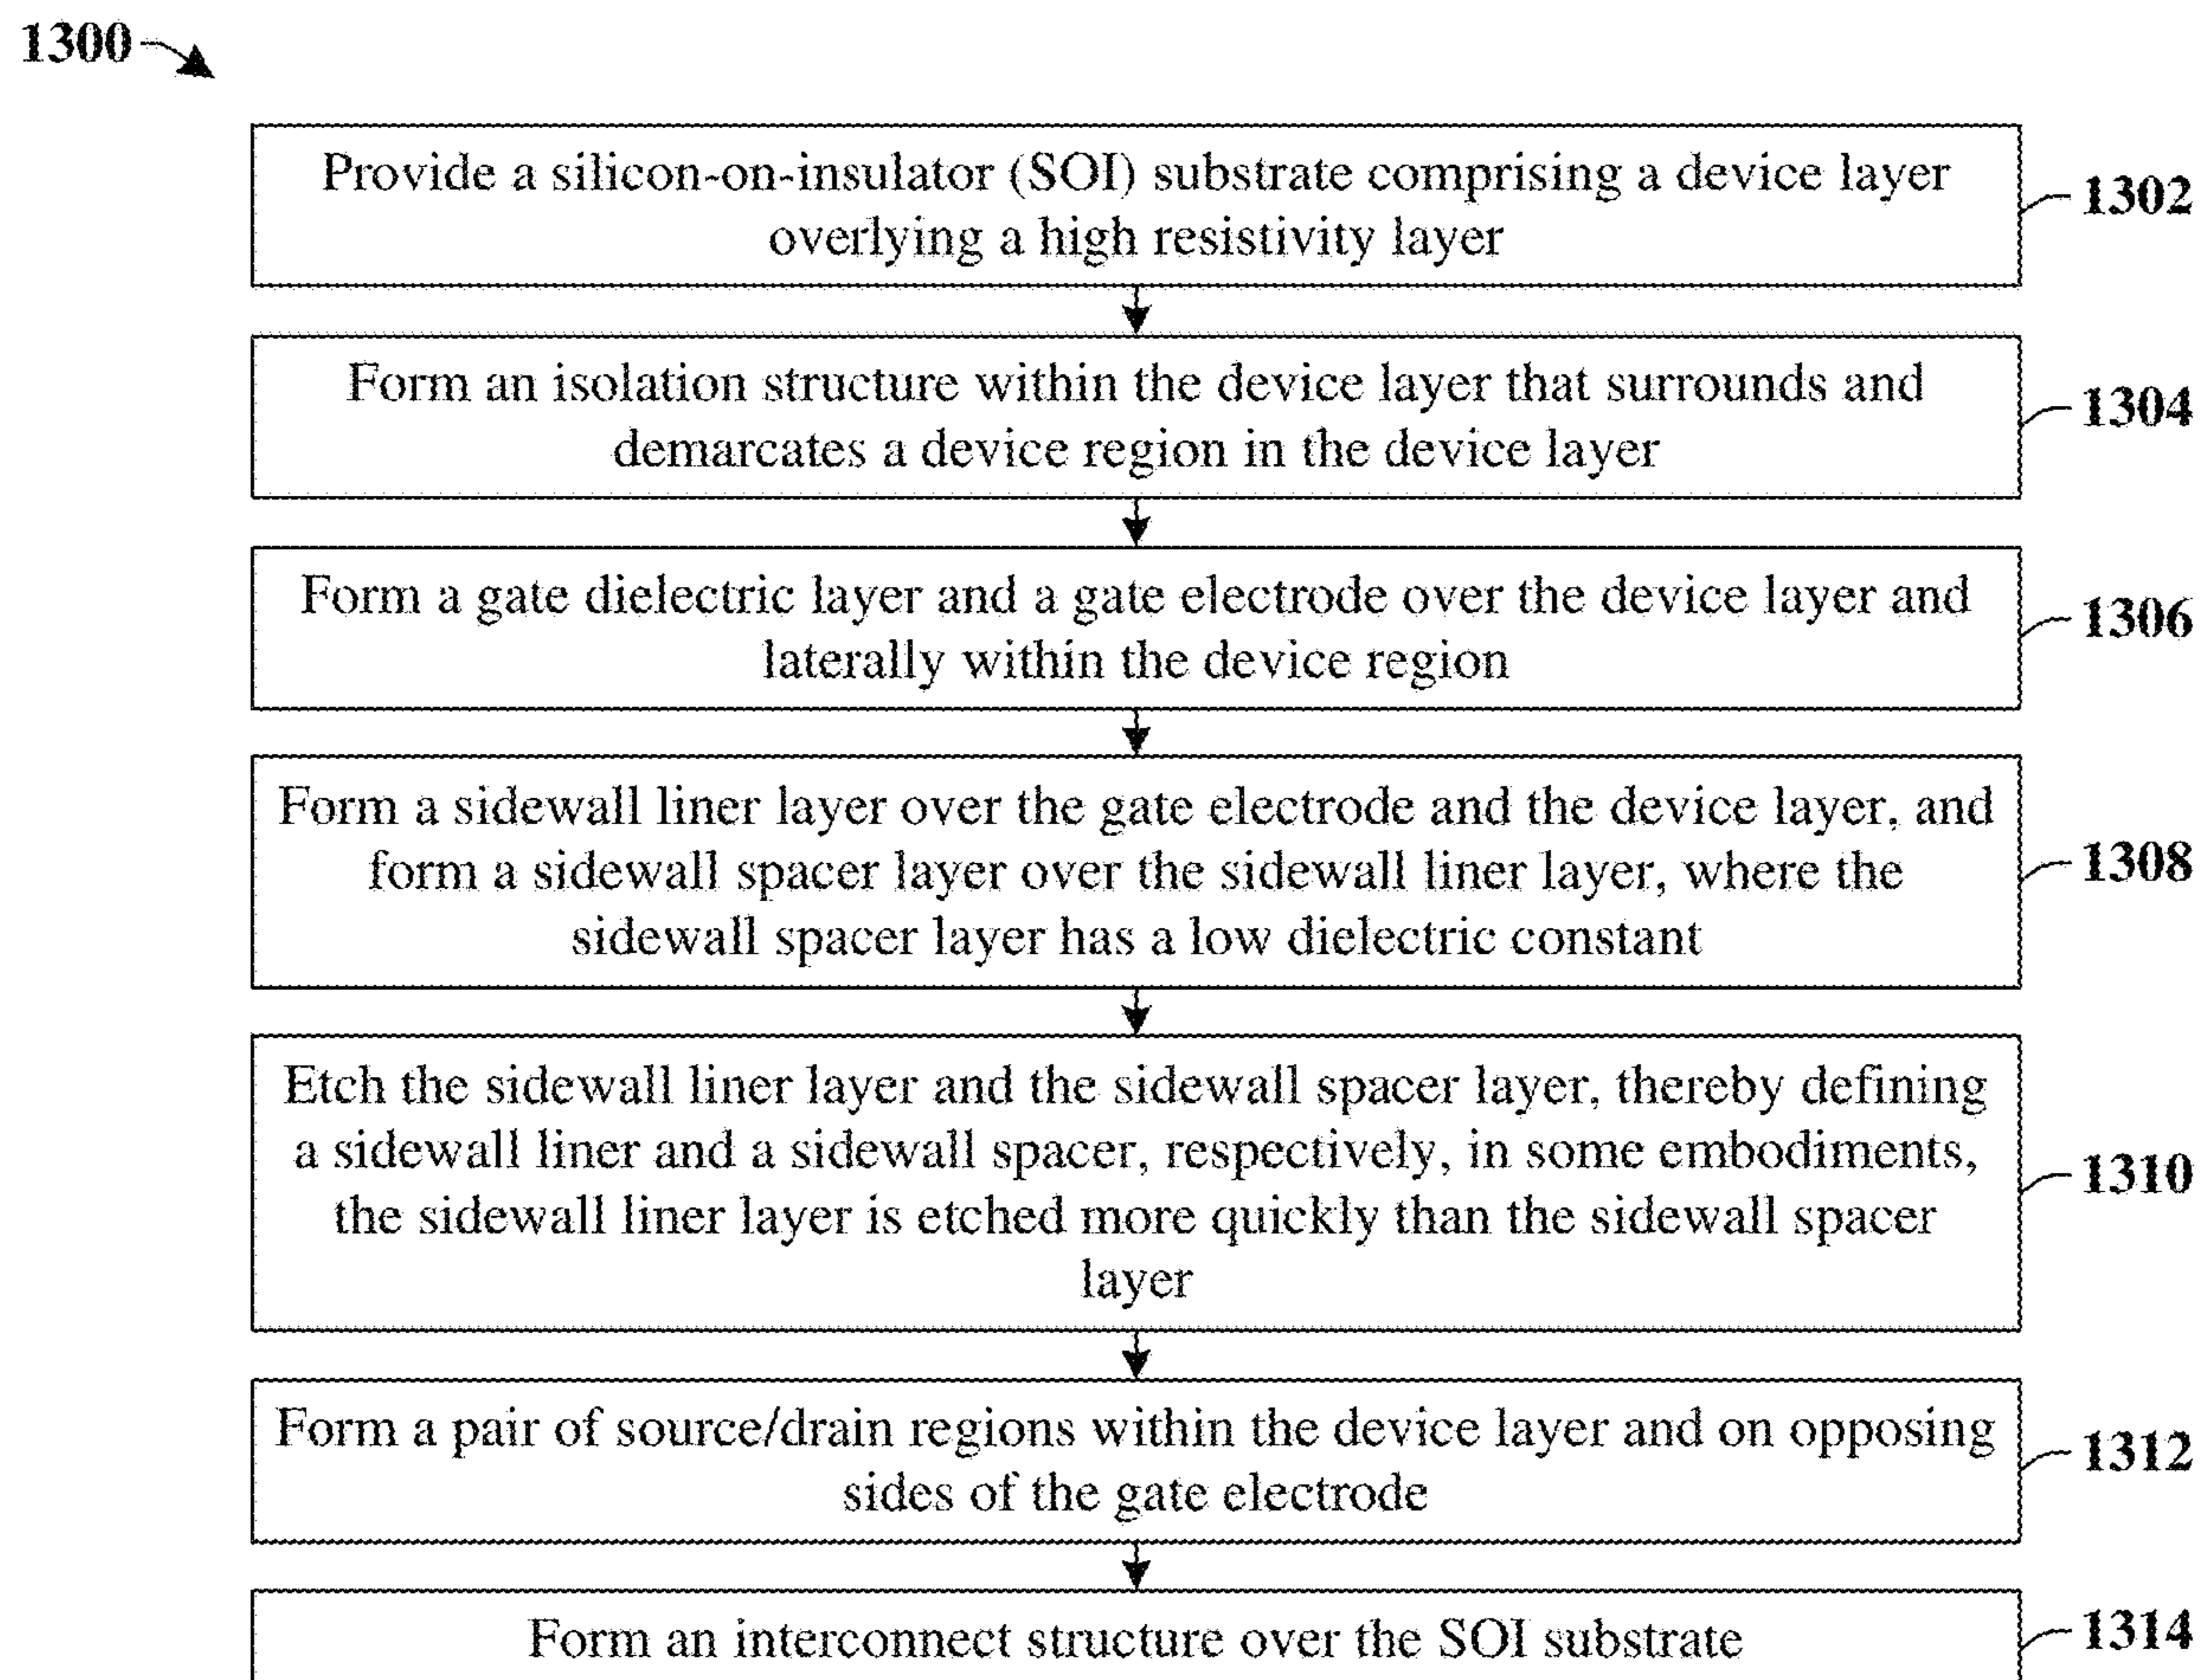 1300
Provide a silicon-on-insulator (SOI) substrate comprising a device layer
overlying a high resistivity layer
1302
Form an isolation structure within the device layer that surrounds and
demarcates a device region in the device layer
1304
Form a gate dielectric layer and a gate electrode over the device layer and
laterally within the device region
1306
Form a sidewall liner layer over the gate electrode and the device layer, and
form a sidewall spacer layer over the sidewall liner layer, where the
sidewall spacer layer has a low dielectric constant
1308
Etch the sidewall liner layer and the sidewall spacer layer, thereby defining
a sidewall liner and a sidewall spacer, respectively, in some embodiments,
the sidewall liner layer is etched more quickly than the sidewall spacer
layer
1310
Form a pair of source/drain regions within the device layer and on opposing
sides of the gate electrode
1312
Form an interconnect structure over the SOI substrate
1314